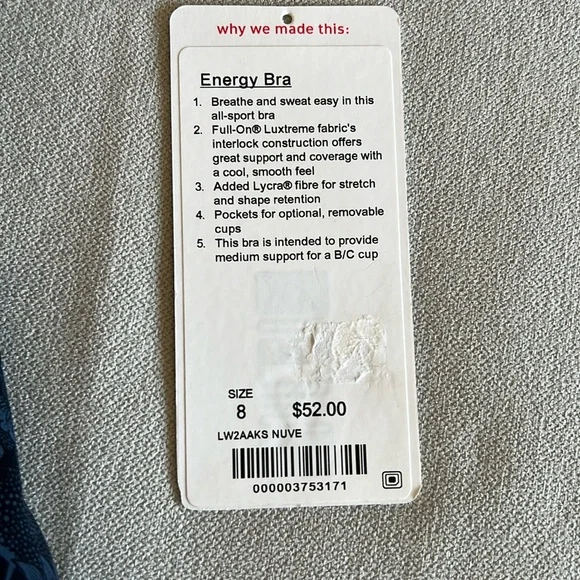 why we made this:
Energy Bra
1. Breathe and sweat easy in this
all-sport bra
2. Full-On® Luxtreme fabric's
interlock construction offers
great support and coverage with
a cool, smooth feel
3. Added Lycra® fibre for stretch
and shape retention
4. Pockets for optional, removable
cups
5. This bra is intended to provide
medium support for a B/C cup
SIZE
8 $52.00
LW2AAKS NUVE
000003753171